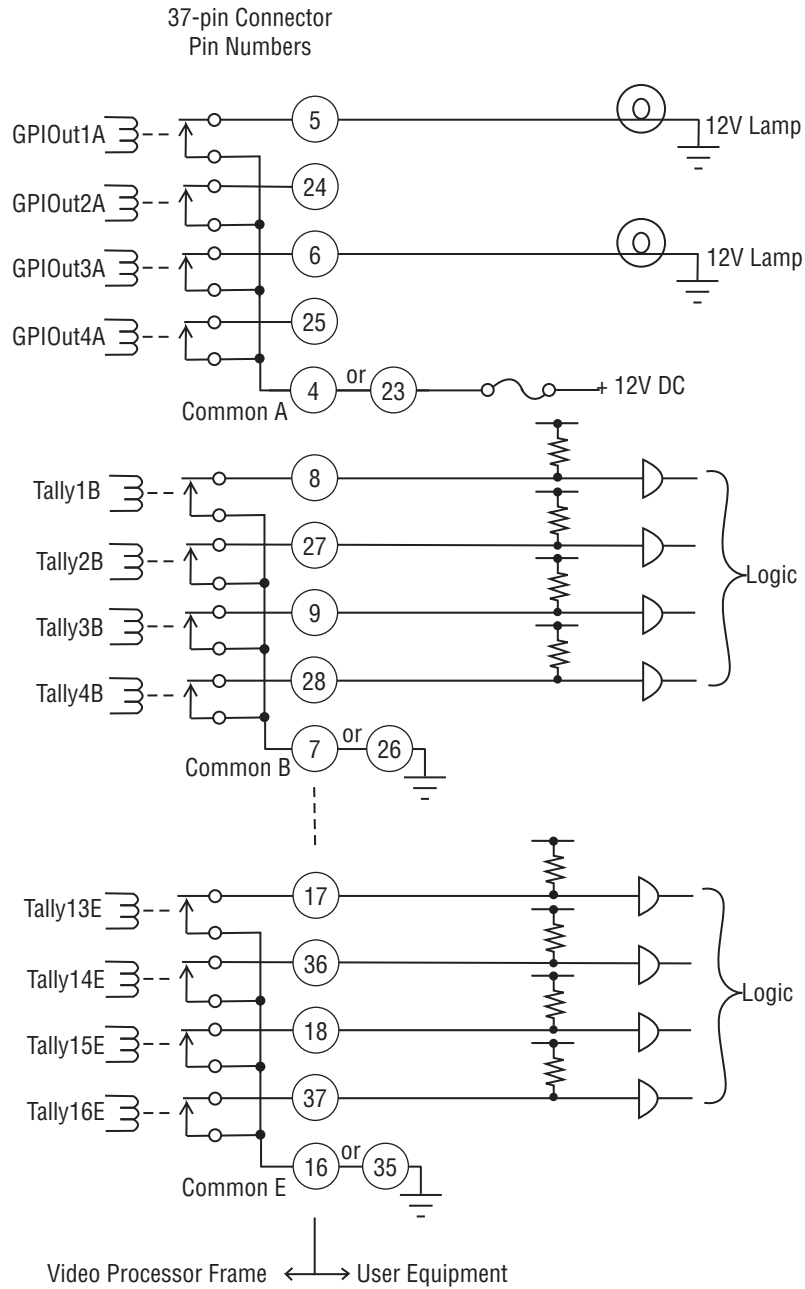 37-pin Connector
Pin Numbers
GPIOut1A
5
12V Lamp
GPIOut2A
24
GPIOut3A
6
12V Lamp
GPIOut4A
25
Common A
4
or
23
+ 12V DC
Tally1B
8
Tally2B
27
Logic
Tally3B
9
Tally4B
28
Common B
7
or
26
Tally13E
17
Tally14E
36
Logic
Tally15E
18
Tally16E
37
Common E
16
or
35
Video Processor Frame
User Equipment